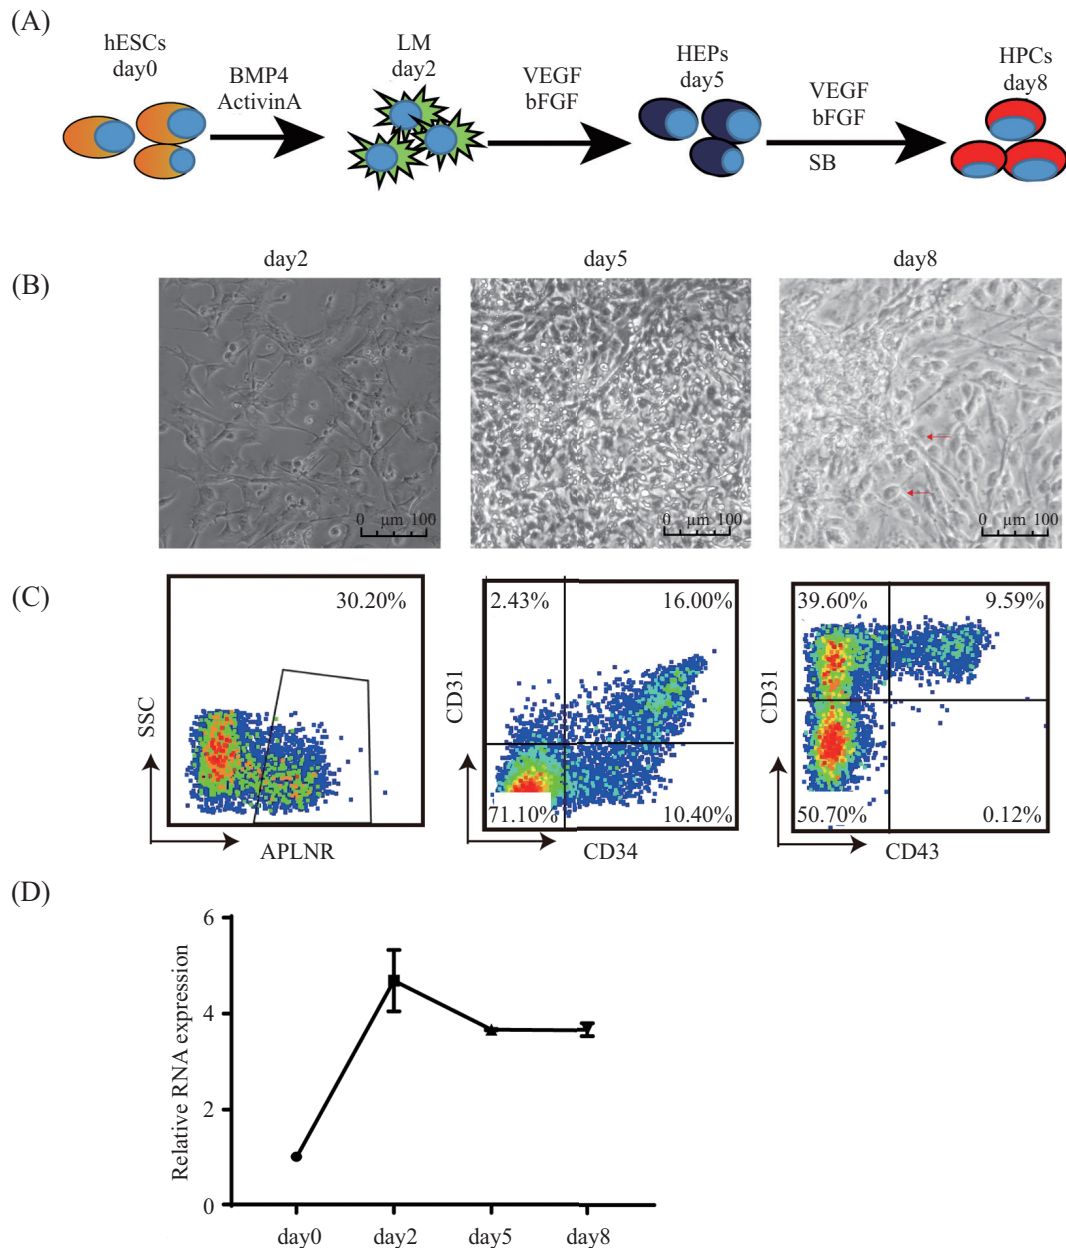 (A)
hESCs
day0
BMP4
ActivinA
LM
day2
VEGF
bFGF
HEPs
day5
VEGF
bFGF
SB
HPCs
day8
(B)
day2
day5
day8
0 μm 100
0 μm 100
0 μm 100
(C)
30.20%
SSC
APLNR
2.43%
16.00%
CD31
71.10%
10.40%
CD34
39.60%
9.59%
CD31
50.70%
0.12%
CD43
(D)
Relative RNA expression
6
4
2
0
day0
day2
day5
day8